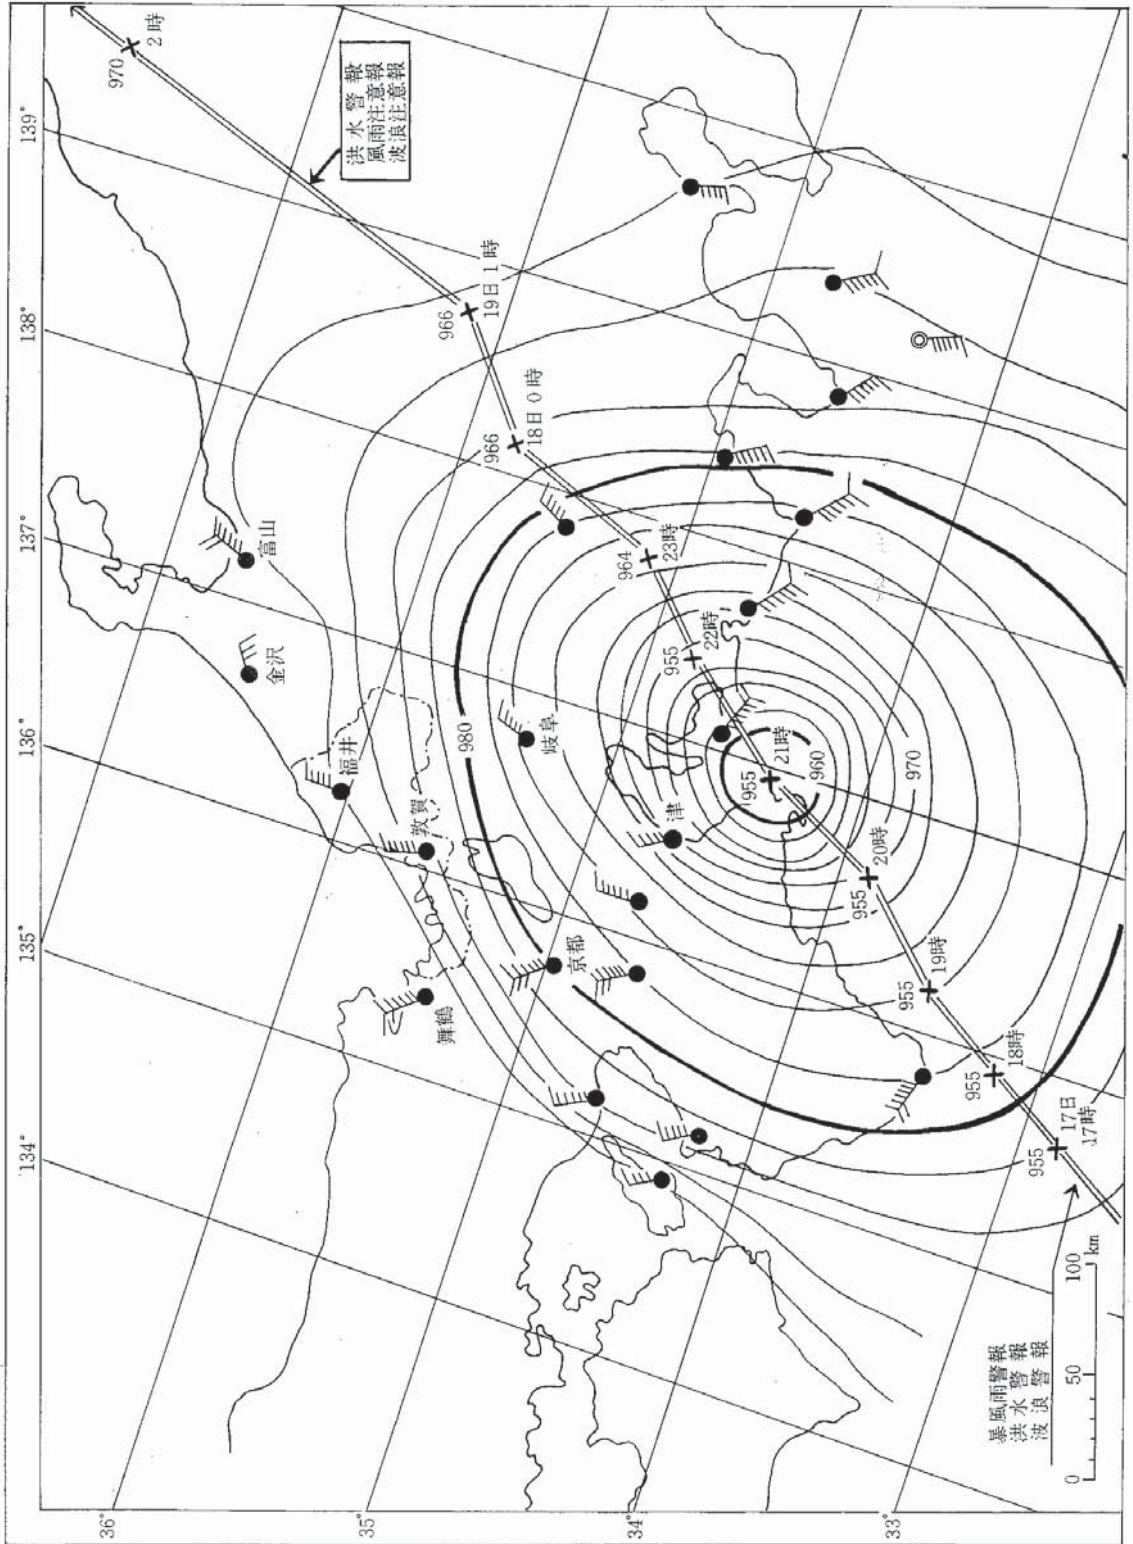 139°
138°
137°
136°
135°
134°
36°
35°
34°
33°
970
2時
洪水警報
風雨注意報
波浪注意報
966
19日1時
966
18日0時
964
23時
955
22時
955
21時
955
20時
955
19時
955
18時
955
17日
17時
980
970
960
富山
金沢
福井
敦賀
岐阜
津
京都
舞鶴
暴風雨警報
洪水警報
波浪警報
0
50
100
km